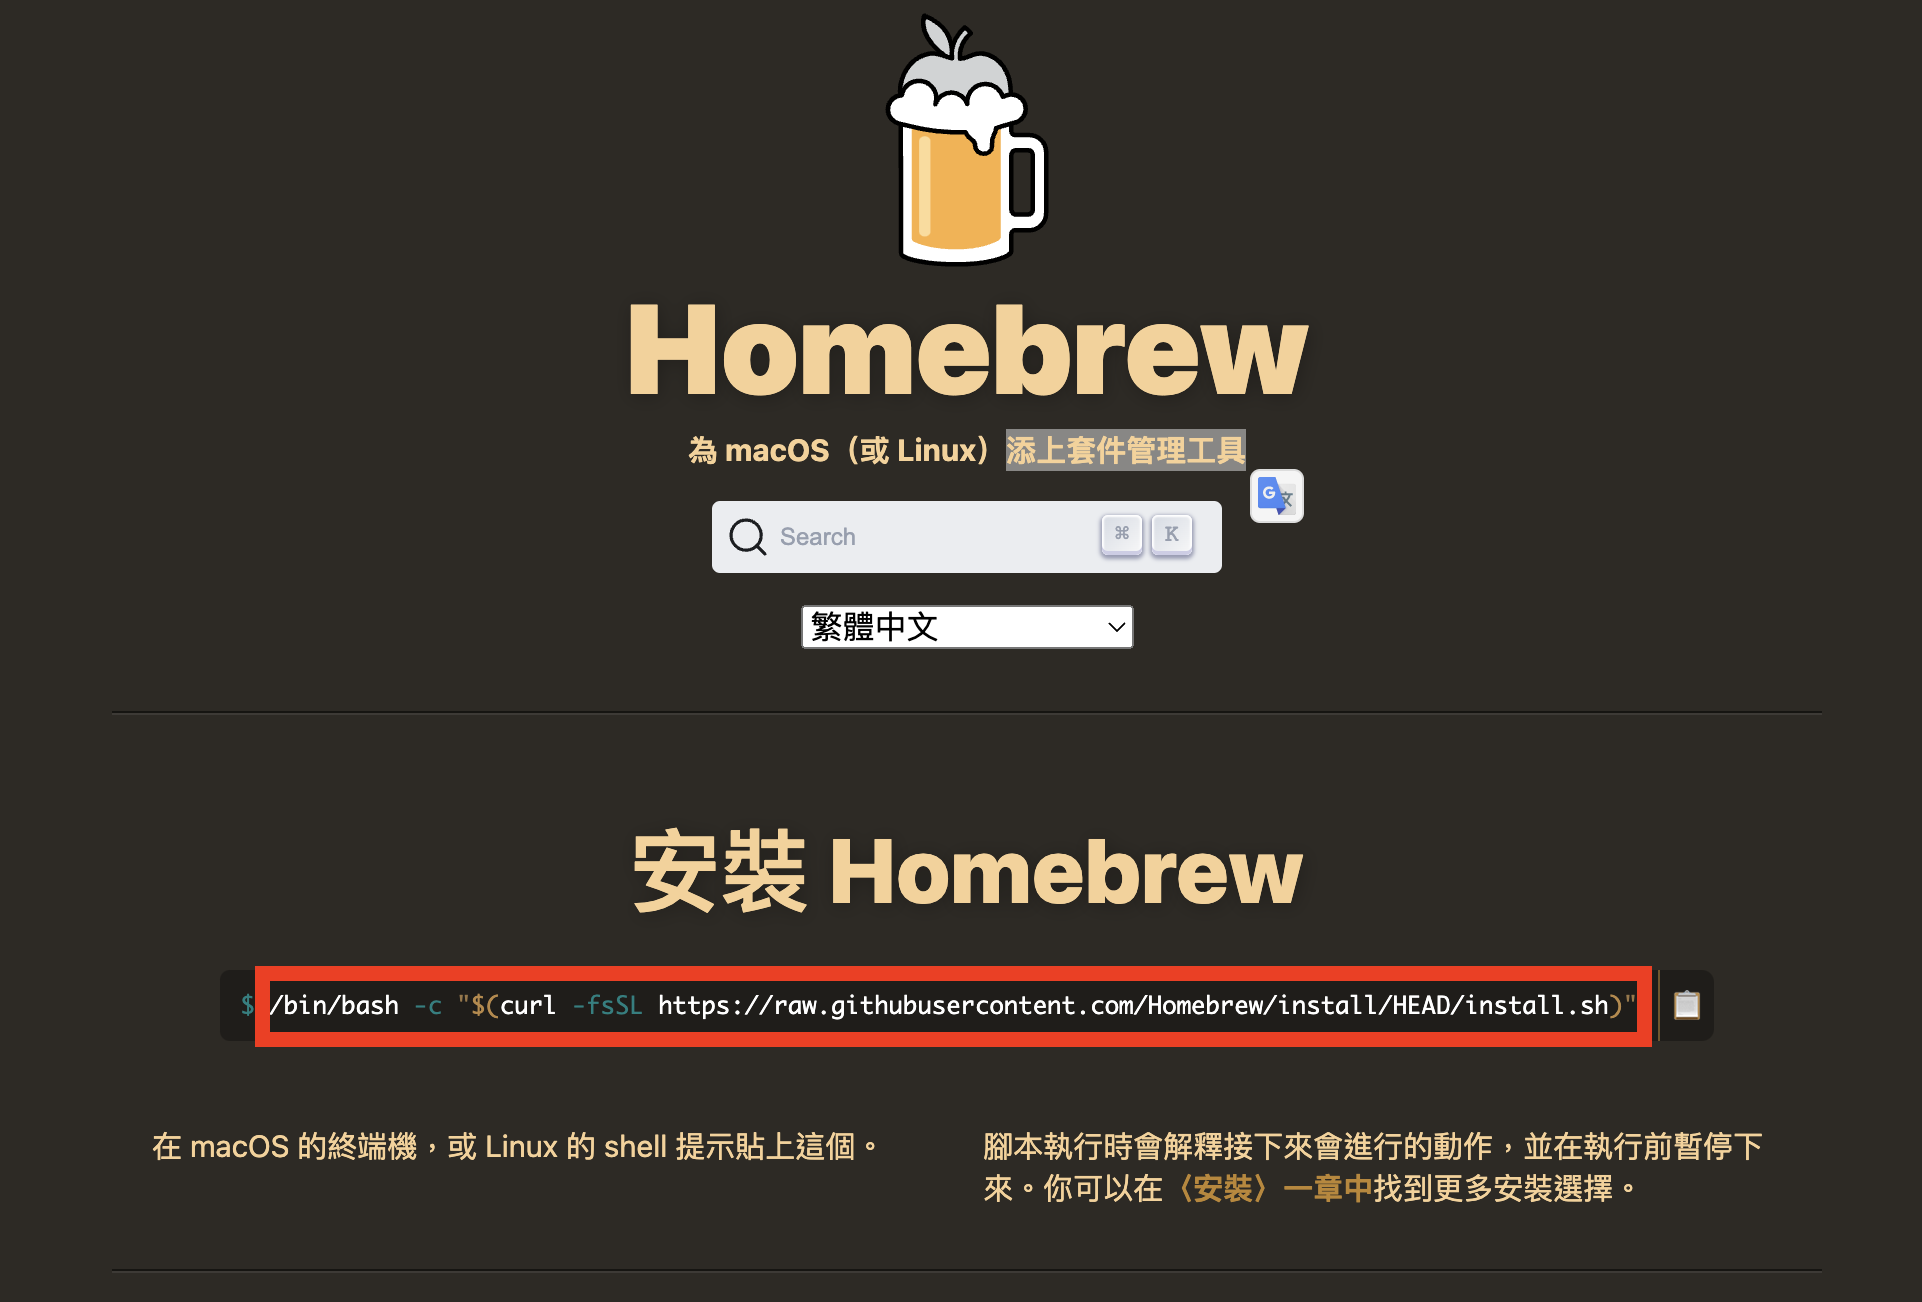 Homebrew
為 macOS（或 Linux）添上套件管理工具
G 文
Search ⌘ K
繁體中文
安裝 Homebrew
$ /bin/bash -c "$(curl -fsSL https://raw.githubusercontent.com/Homebrew/install/HEAD/install.sh)"
在 macOS 的終端機，或 Linux 的 shell 提示貼上這個。
腳本執行時會解釋接下來會進行的動作，並在執行前暫停下
來。你可以在〈安裝〉一章中找到更多安裝選擇。